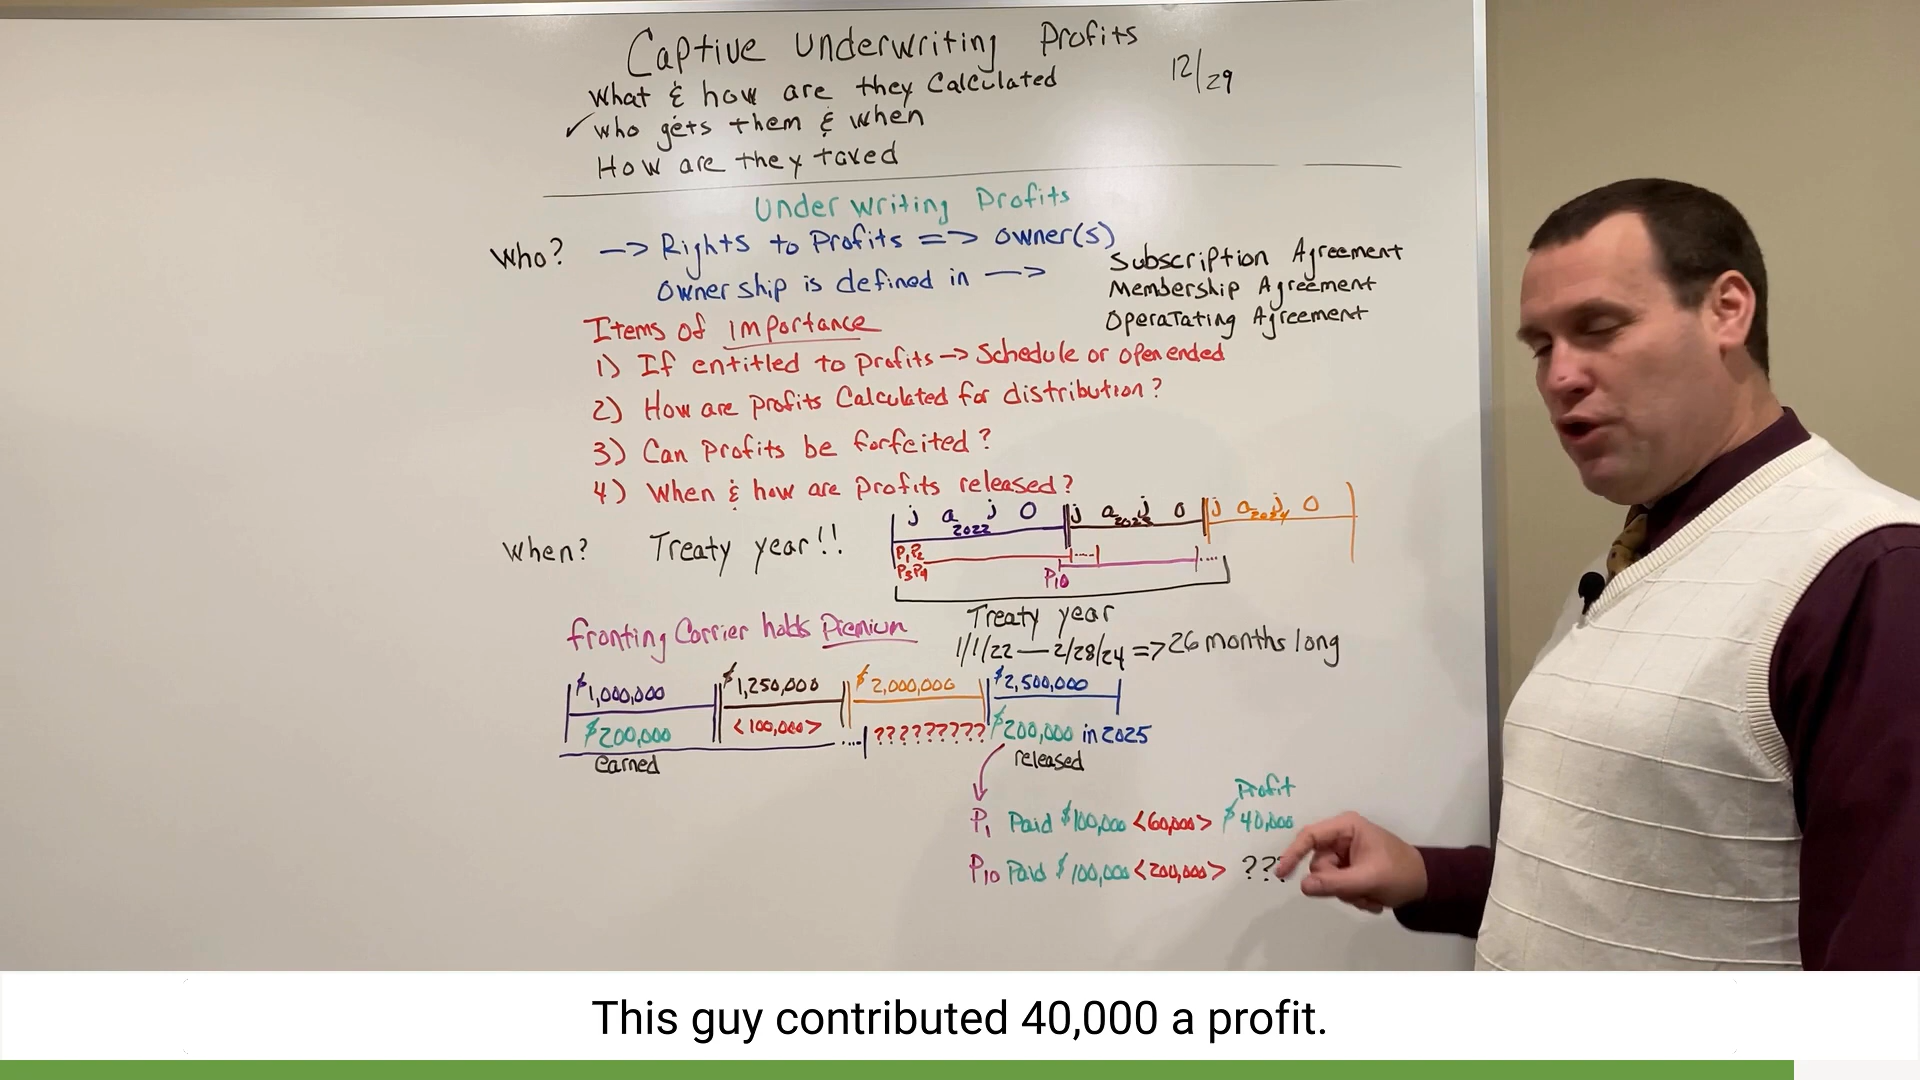 Captive Underwriting Profits
12/29
What & how are they Calculated
✓ who gets them & when
How are they taxed
Underwriting Profits
Who? --> Rights to Profits => owner(s)
Ownership is defined in -->
Subscription Agreement
Membership Agreement
OperaTating Agreement
Items of importance
1) If entitled to profits -> Schedule or open ended
2) How are profits Calculated for distribution?
3) Can Profits be forfeited?
4) When & how are profits released?
When? Treaty year!!
j a j o j a j o j a j o
2022 2023 2024
P1 P2
P3 P4
P10
Treaty year
1/1/22 — 2/28/24 => 26 months long
Fronting Carrier holds Premium
$1,000,000 $1,250,000 $2,000,000 $2,500,000
$200,000 <100,000> ????????? $200,000 in 2025
earned released
Profit
P1 Paid $100,000 <60,000> $40,000
P10 Paid $100,000 <200,000> ???
This guy contributed 40,000 a profit.